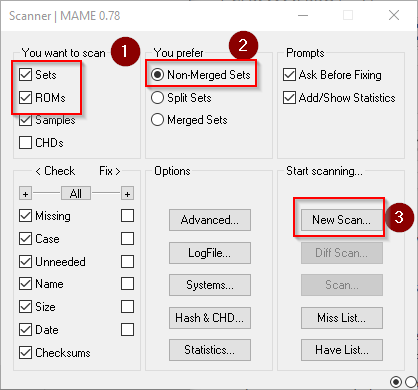 Scanner | MAME 0.78
You want to scan
1
Sets
ROMs
Samples
CHDs
You prefer
2
Non-Merged Sets
Split Sets
Merged Sets
Prompts
Ask Before Fixing
Add/Show Statistics
< Check Fix >
+ All +
Missing
Case
Unneeded
Name
Size
Date
Checksums
Options
Advanced...
LogFile...
Systems...
Hash & CHD...
Statistics...
Start scanning...
New Scan...
3
Diff Scan...
Scan...
Miss List...
Have List...